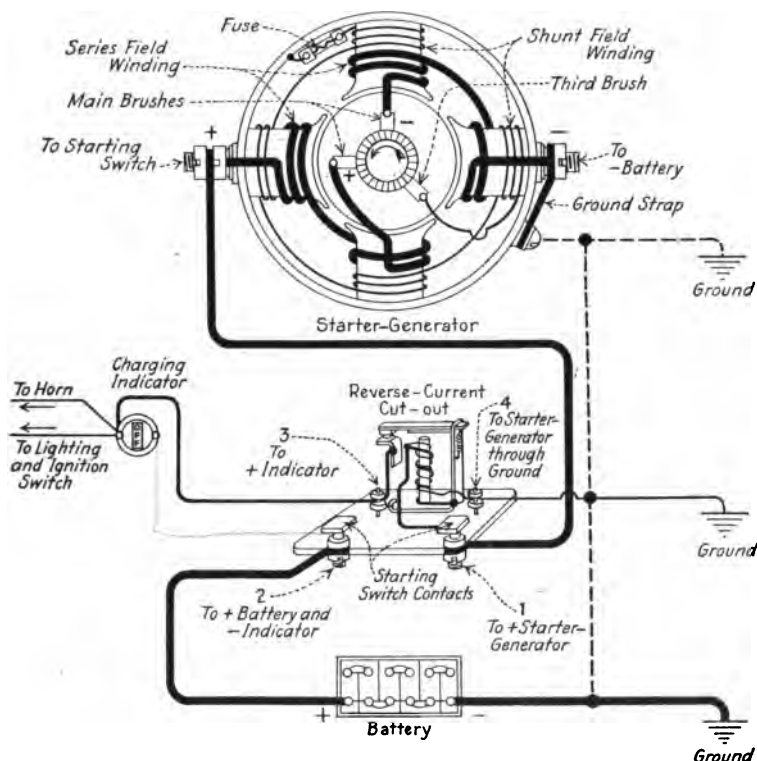 Fuse
Series Field
Winding
Main Brushes
Shunt Field
Winding
Third Brush
+
To Starting
Switch
−
To
-Battery
Ground Strap
Ground
+
−
Starter-Generator
Charging
Indicator
To Horn
OFF
To Lighting
and Ignition
Switch
Reverse-Current
Cut-out
3
To
+ Indicator
4
To Starter-
Generator
through
Ground
Ground
Starting
Switch Contacts
2
To + Battery and
- Indicator
1
To + Starter-
Generator
+
−
Battery
Ground